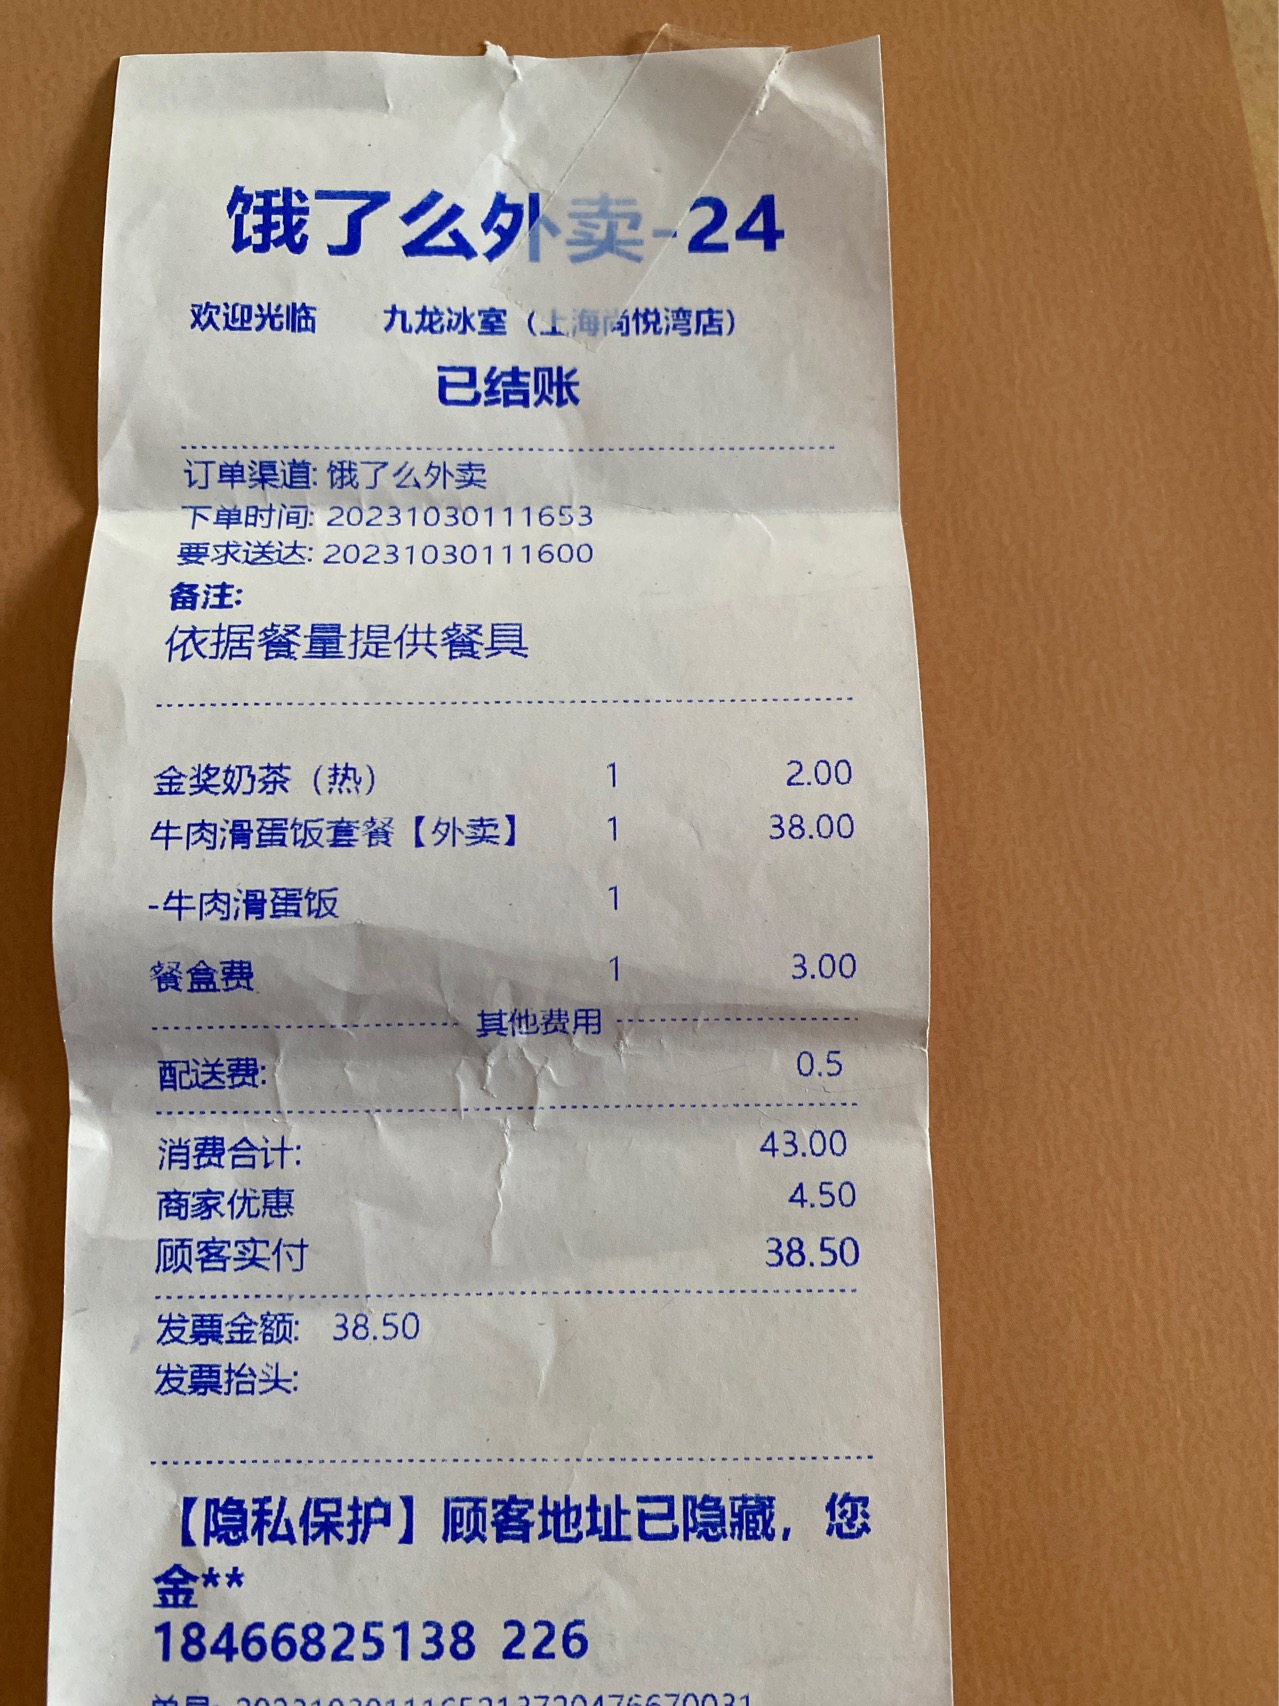 饿了么外卖-24
欢迎光临 九龙冰室（上海尚悦湾店）
已结账
订单渠道: 饿了么外卖
下单时间: 20231030111653
要求送达: 20231030111600
备注:
依据餐量提供餐具
金奖奶茶（热） 1 2.00
牛肉滑蛋饭套餐【外卖】 1 38.00
-牛肉滑蛋饭 1
餐盒费 1 3.00
其他费用
配送费: 0.5
消费合计: 43.00
商家优惠 4.50
顾客实付 38.50
发票金额: 38.50
发票抬头:
【隐私保护】顾客地址已隐藏，您
金**
18466825138 226
单号: